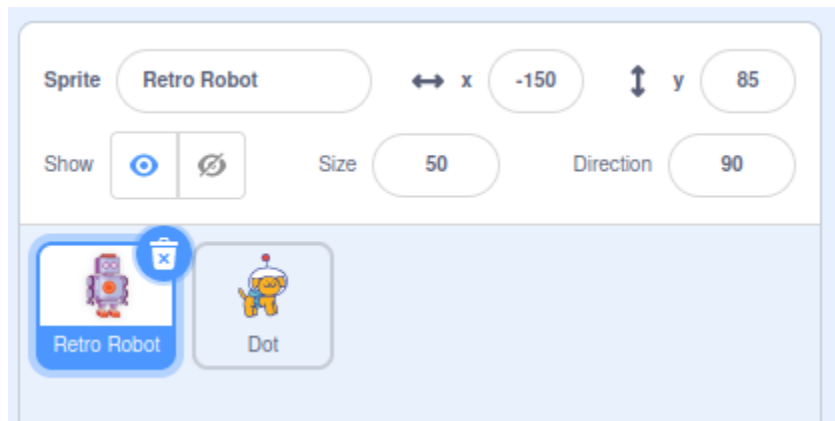 Sprite Retro Robot x -150 y 85
Show Size 50 Direction 90
Retro Robot Dot